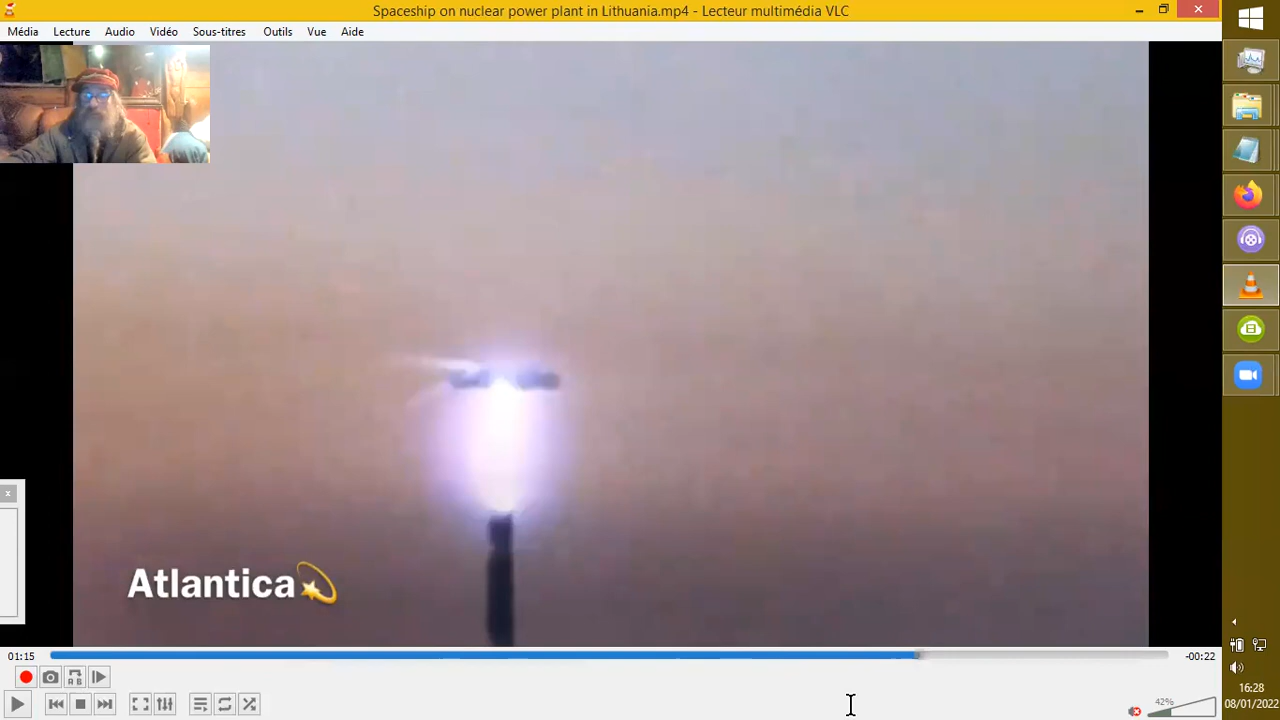 Spaceship on nuclear power plant in Lithuania.mp4 - Lecteur multimédia VLC
Média Lecture Audio Vidéo Sous-titres Outils Vue Aide
Atlantica
01:15
-00:22
A B
42%
16:28
08/01/2022